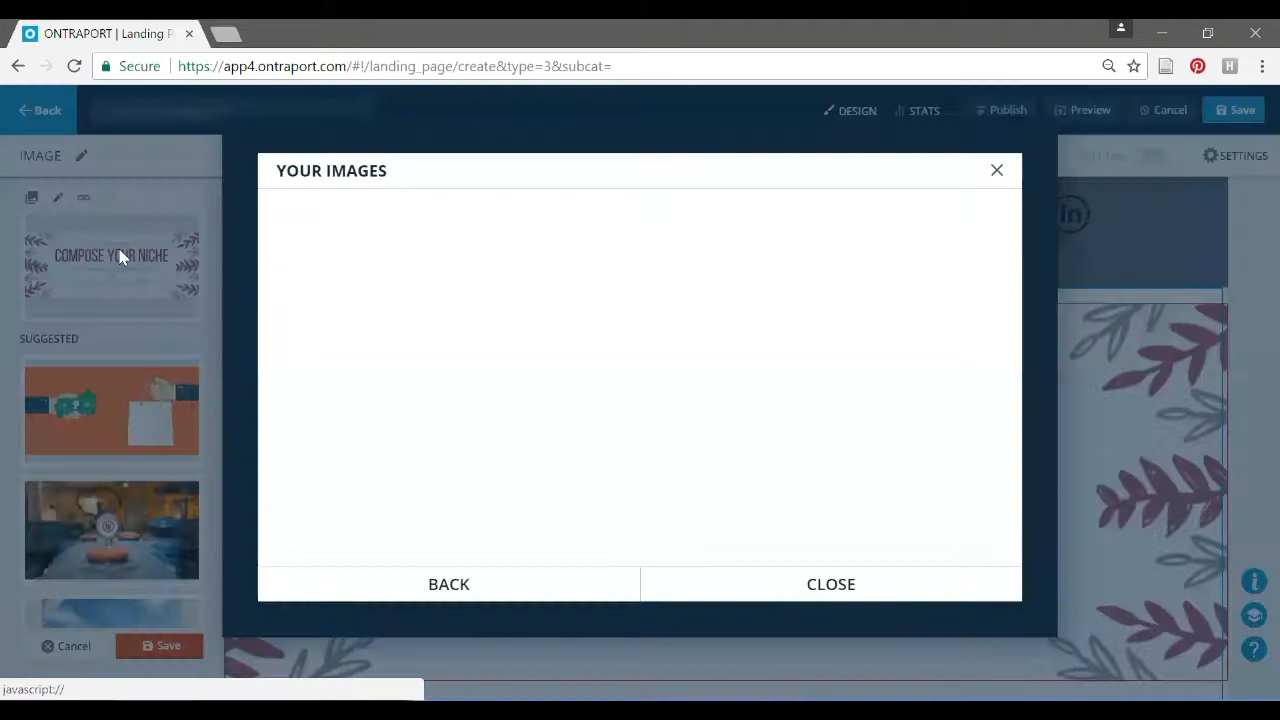 ONTRAPORT | Landing P
Secure
https://app4.ontraport.com/#!/landing_page/create&type=3&subcat=
Back
DESIGN
STATS
Publish
Preview
Cancel
Save
IMAGE
SETTINGS
YOUR IMAGES
in
COMPOSE YOUR NICHE
SUGGESTED
BACK
CLOSE
Cancel
Save
javascript://